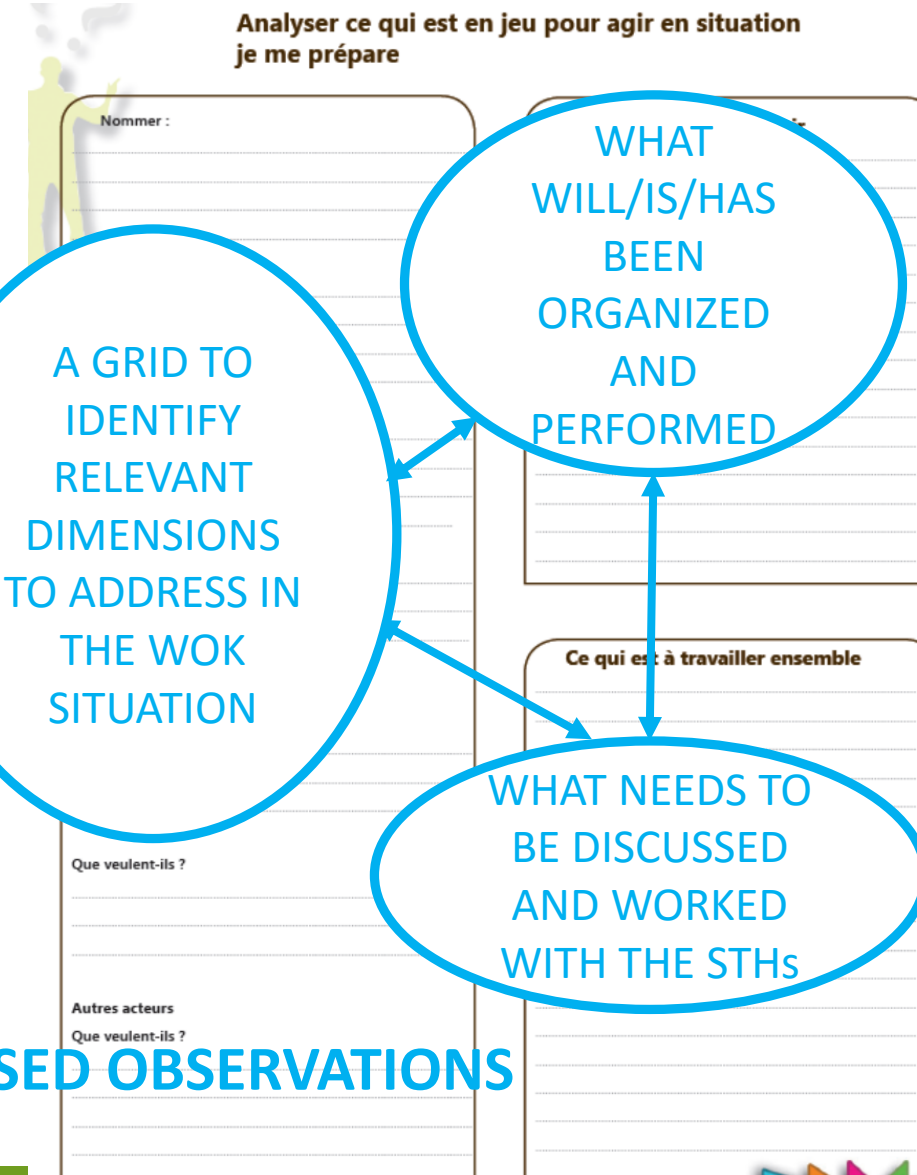 Analyser ce qui est en jeu pour agir en situation
je me prépare
Nommer :
A GRID TO
IDENTIFY
RELEVANT
DIMENSIONS
TO ADDRESS IN
THE WOK
SITUATION
Que veulent-ils ?
Autres acteurs
Que veulent-ils ?
WHAT
WILL/IS/HAS
BEEN
ORGANIZED
AND
PERFORMED
Ce qui est à travailler ensemble
WHAT NEEDS TO
BE DISCUSSED
AND WORKED
WITH THE STHs
OBSERVATIONS